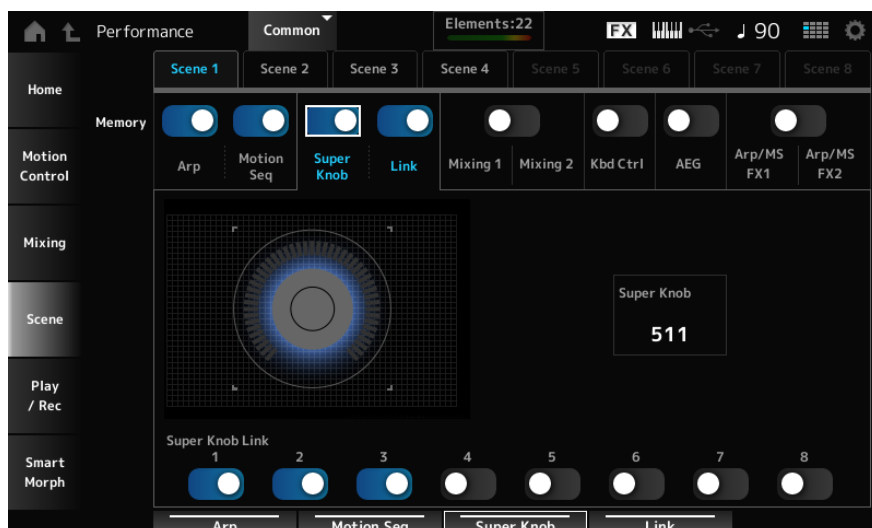 Performance Common Elements:22 FX 90
Scene 1 Scene 2 Scene 3 Scene 4 Scene 5 Scene 6 Scene 7 Scene 8
Home
Memory
Arp Motion Seq Super Knob Link Mixing 1 Mixing 2 Kbd Ctrl AEG Arp/MS FX1 Arp/MS FX2
Motion
Control
Mixing
Super Knob
511
Scene
Play
/ Rec
Super Knob Link
1 2 3 4 5 6 7 8
Smart
Morph
Arp Motion Seq Super Knob Link